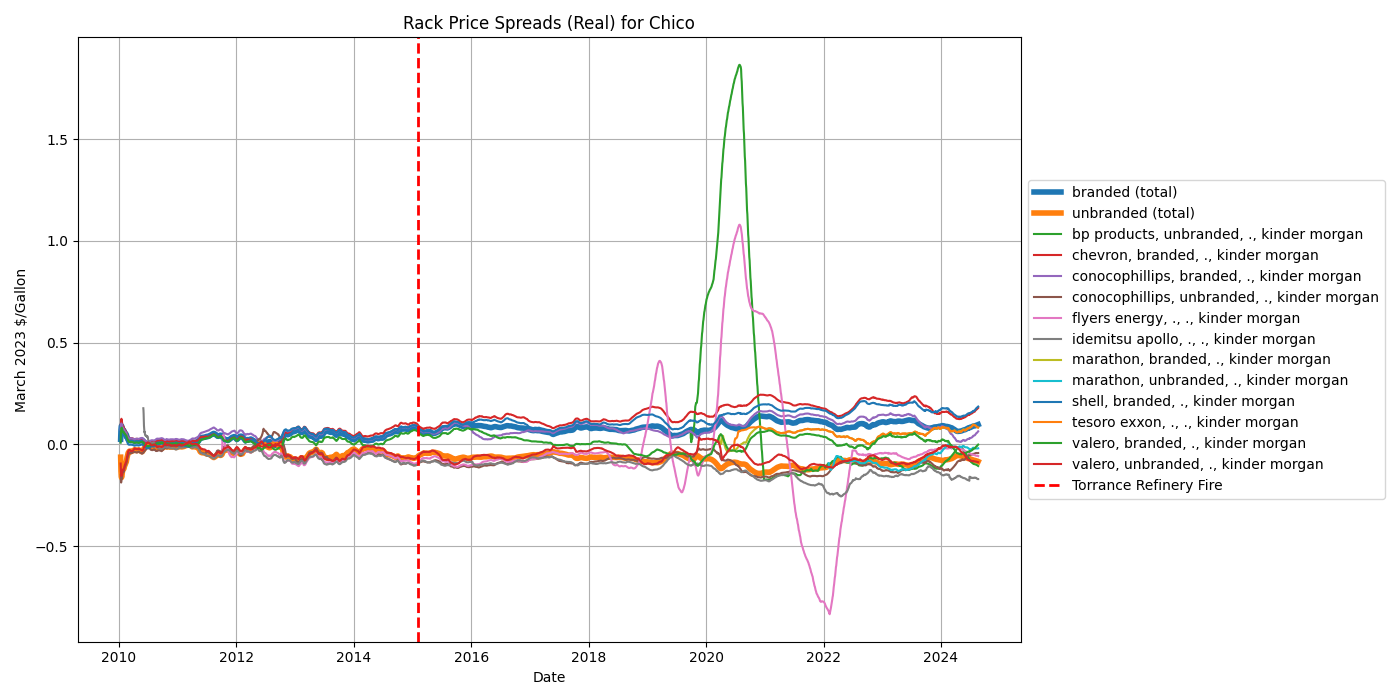 Rack Price Spreads (Real) for Chico
March 2023 $/Gallon
1.5
1.0
0.5
0.0
−0.5
2010 2012 2014 2016 2018 2020 2022 2024
Date
branded (total)
unbranded (total)
bp products, unbranded, ., kinder morgan
chevron, branded, ., kinder morgan
conocophillips, branded, ., kinder morgan
conocophillips, unbranded, ., kinder morgan
flyers energy, ., ., kinder morgan
idemitsu apollo, ., ., kinder morgan
marathon, branded, ., kinder morgan
marathon, unbranded, ., kinder morgan
shell, branded, ., kinder morgan
tesoro exxon, ., ., kinder morgan
valero, branded, ., kinder morgan
valero, unbranded, ., kinder morgan
Torrance Refinery Fire